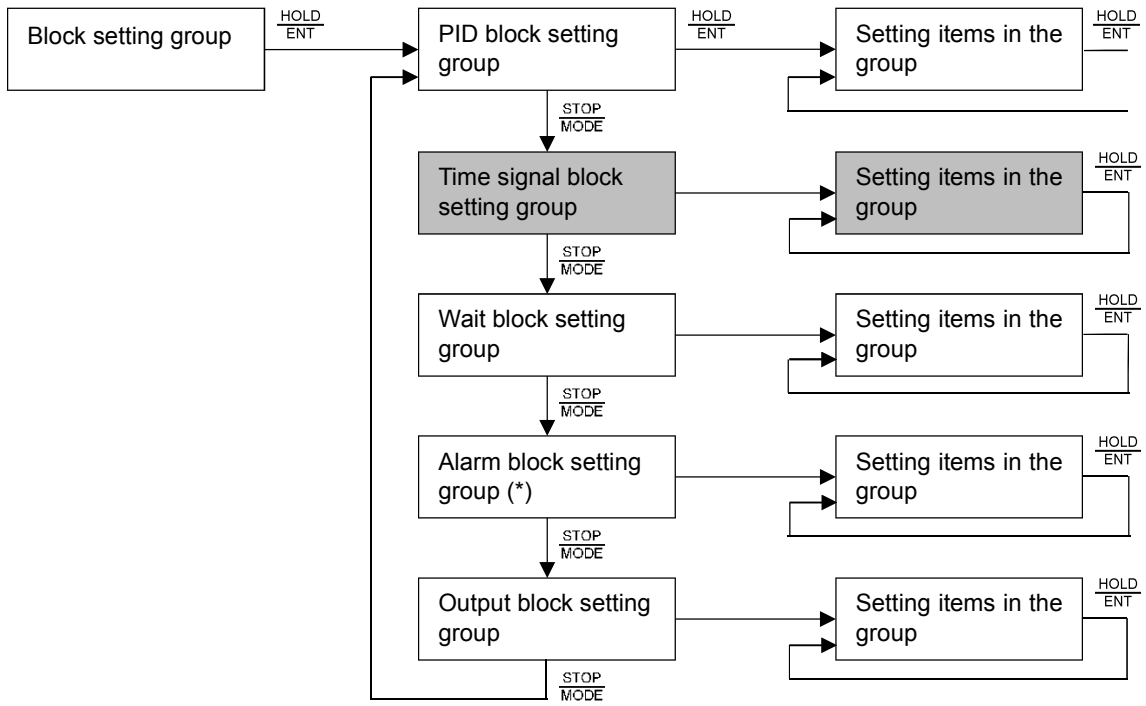 Block setting group
HOLD
ENT
PID block setting
group
HOLD
ENT
Setting items in the
group
HOLD
ENT
STOP
MODE
Time signal block
setting group
Setting items in the
group
HOLD
ENT
STOP
MODE
Wait block setting
group
Setting items in the
group
HOLD
ENT
STOP
MODE
Alarm block setting
group (*)
Setting items in the
group
HOLD
ENT
STOP
MODE
Output block setting
group
Setting items in the
group
HOLD
ENT
STOP
MODE